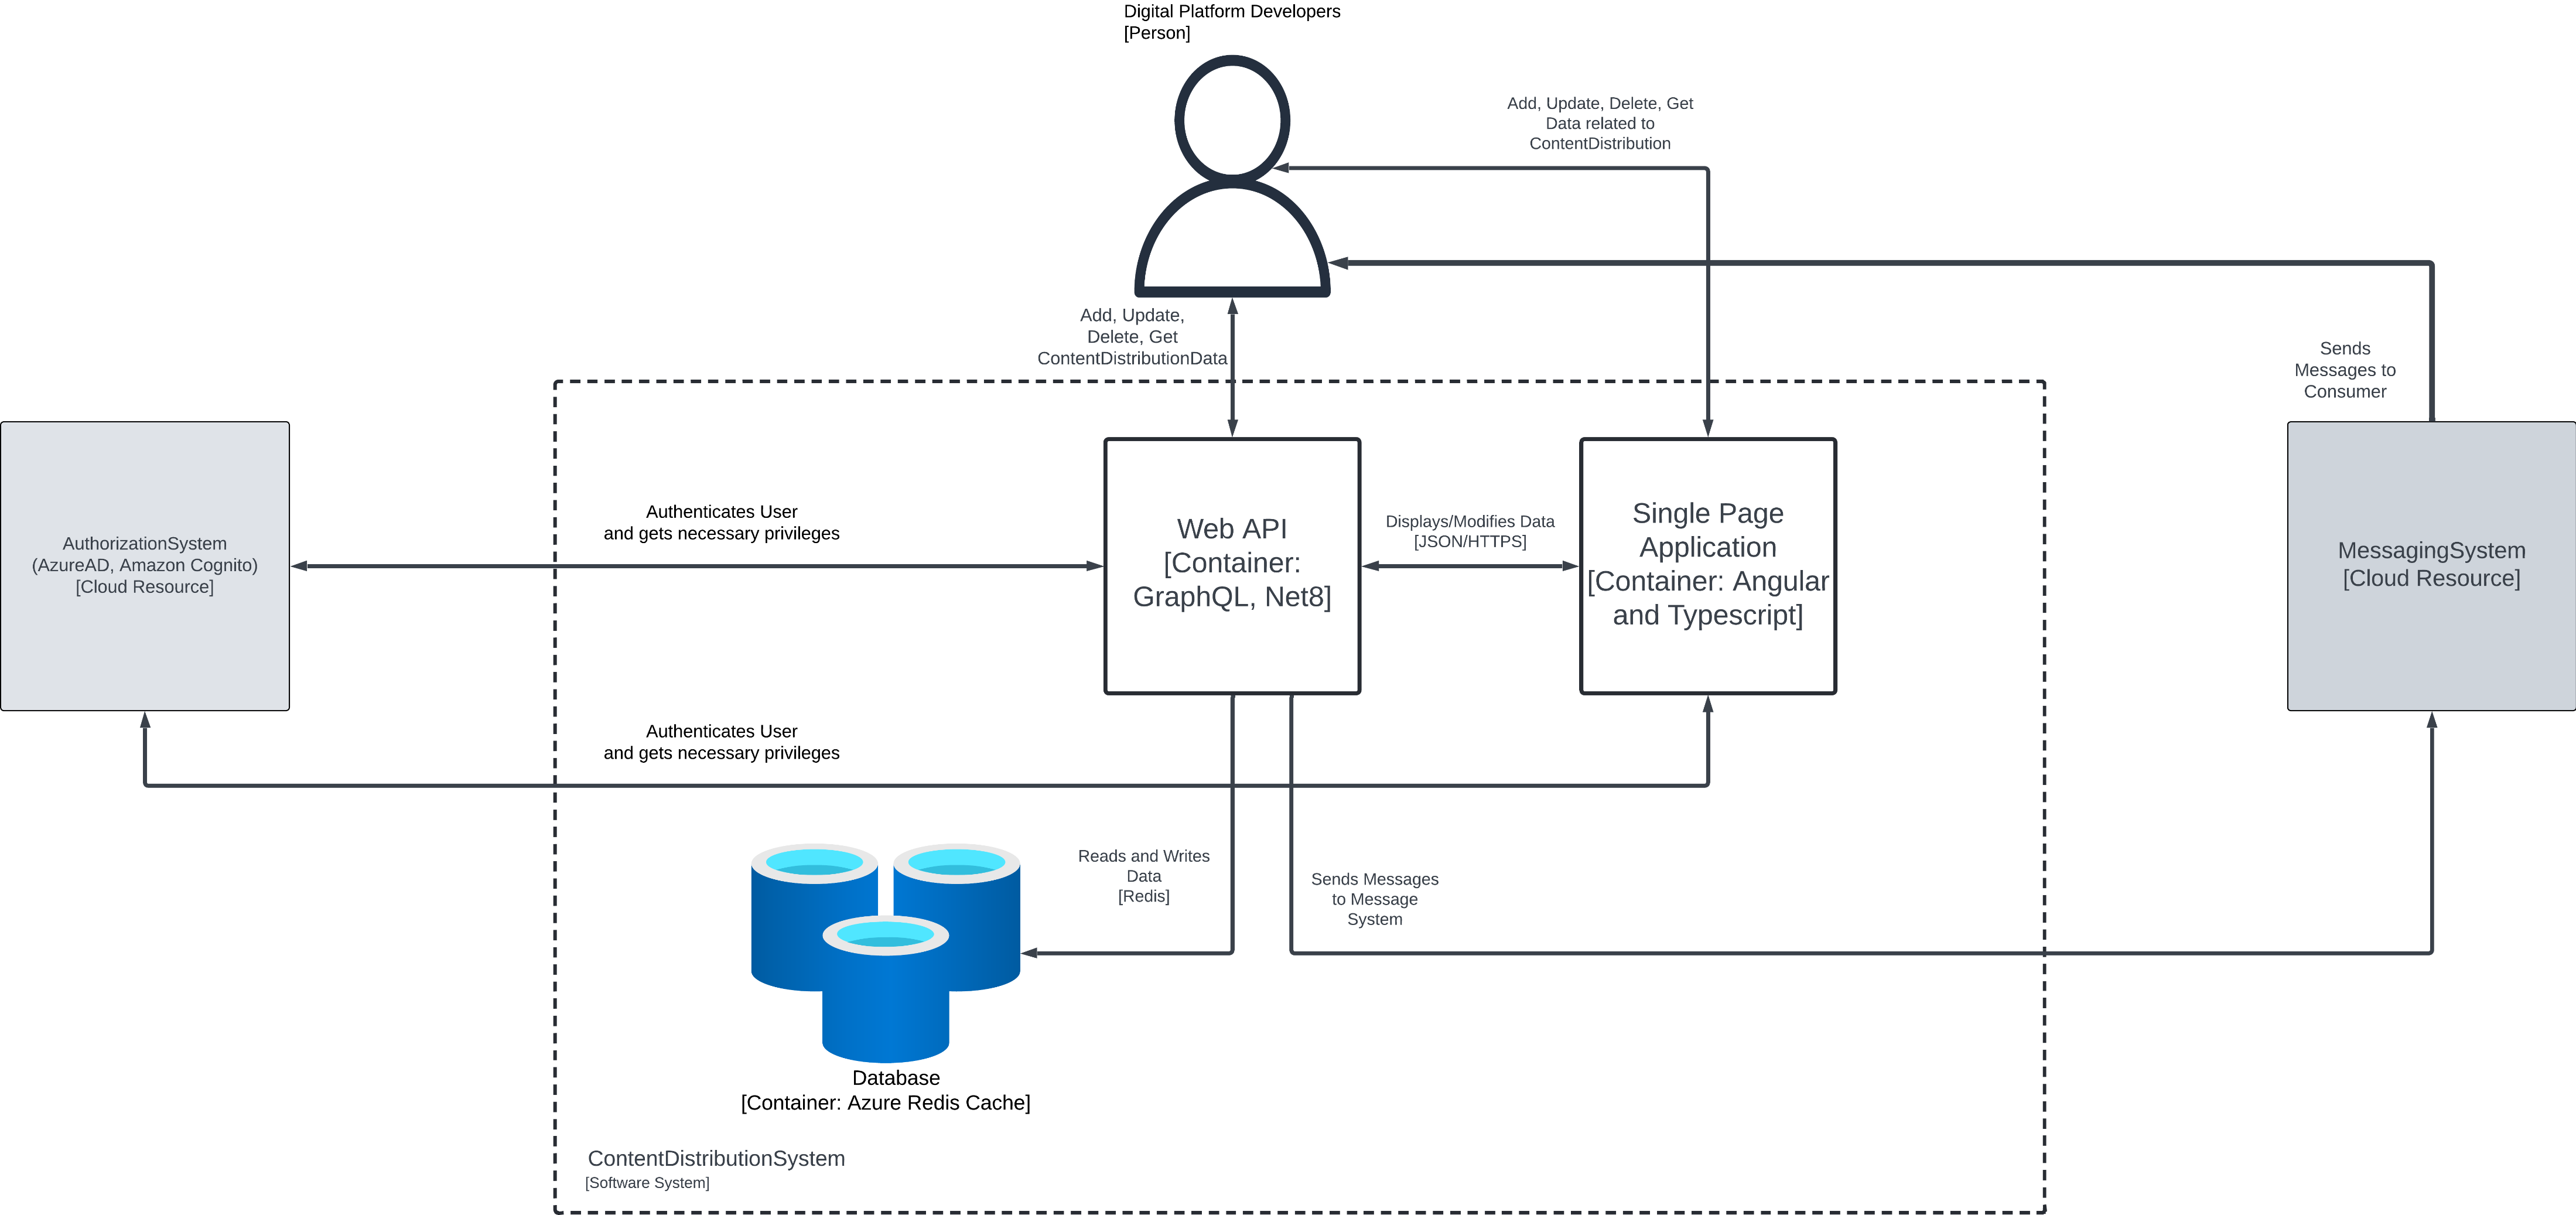 Digital Platform Developers
[Person]
Add, Update, Delete, Get
Data related to
ContentDistribution
Add, Update,
Delete, Get
ContentDistributionData
Sends
Messages to
Consumer
AuthorizationSystem
(AzureAD, Amazon Cognito)
[Cloud Resource]
Authenticates User
and gets necessary privileges
Web API
[Container:
GraphQL, Net8]
Displays/Modifies Data
[JSON/HTTPS]
Single Page
Application
[Container: Angular
and Typescript]
MessagingSystem
[Cloud Resource]
Authenticates User
and gets necessary privileges
Reads and Writes
Data
[Redis]
Sends Messages
to Message
System
Database
[Container: Azure Redis Cache]
ContentDistributionSystem
[Software System]